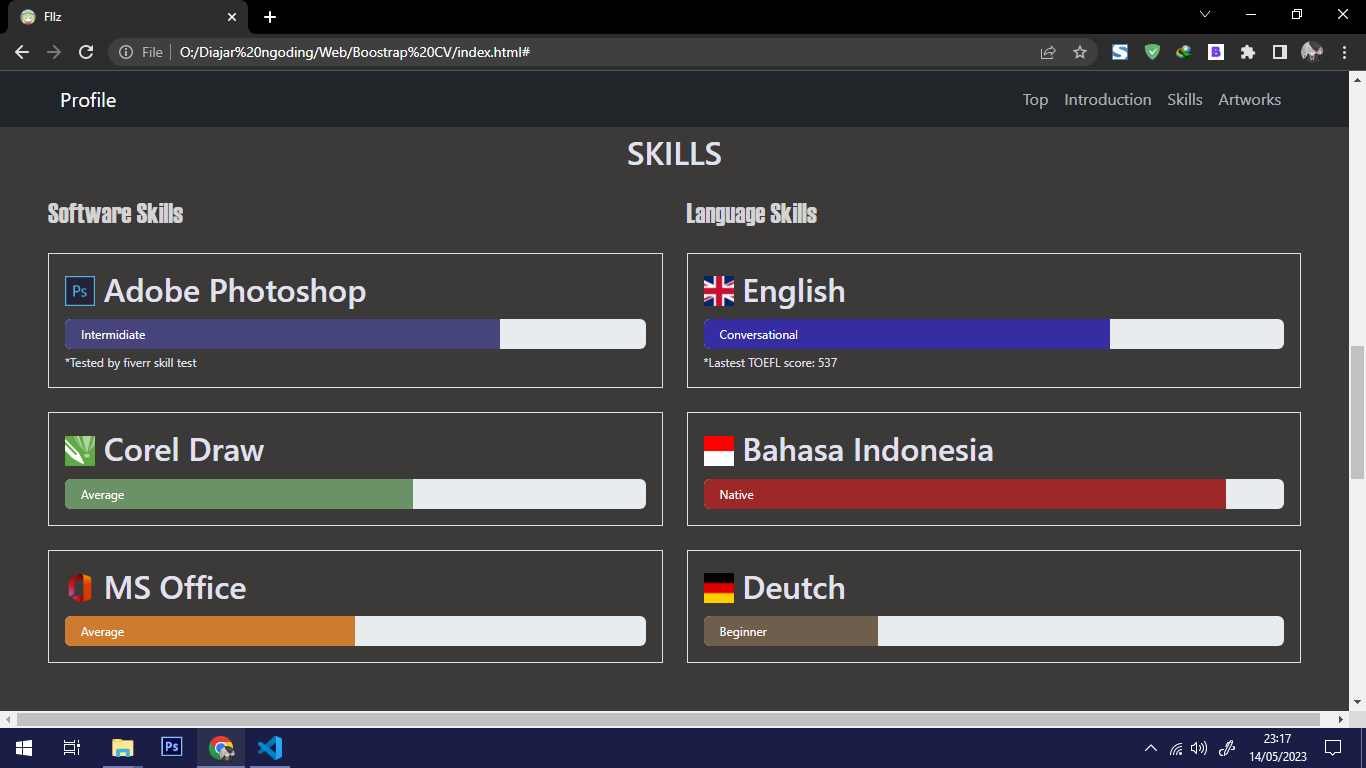 Fllz
File
O:/Diajar%20ngoding/Web/Boostrap%20CV/index.html#
Profile
Top Introduction Skills Artworks
SKILLS
Software Skills
Ps Adobe Photoshop
Intermidiate
*Tested by fiverr skill test
Corel Draw
Average
MS Office
Average
Language Skills
English
Conversational
*Lastest TOEFL score: 537
Bahasa Indonesia
Native
Deutch
Beginner
Ps
23:17
14/05/2023